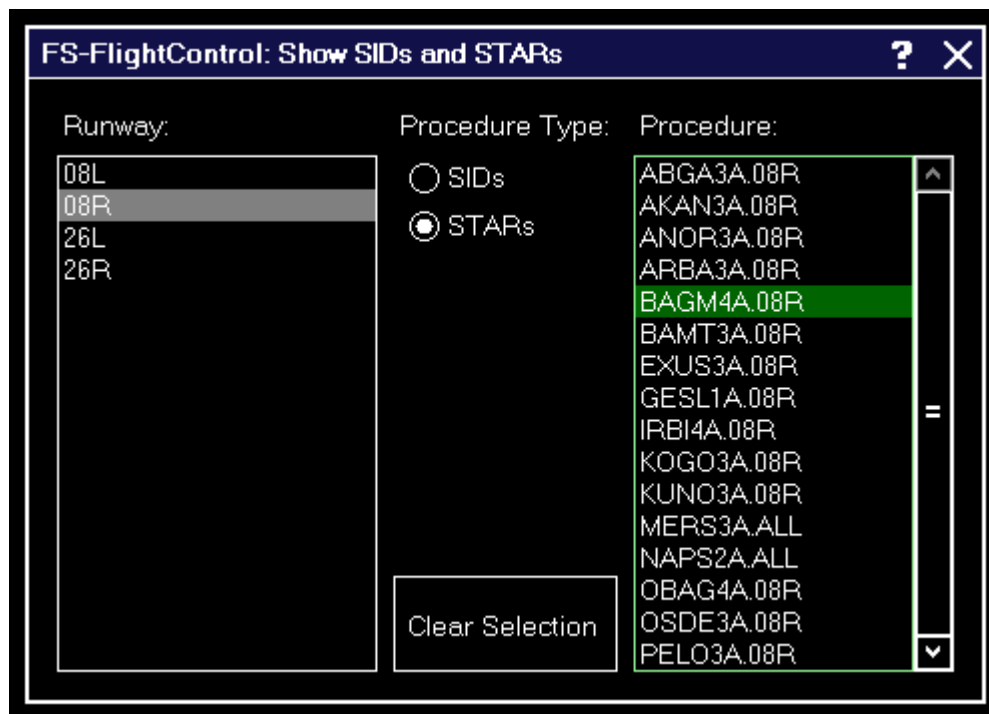 FS-FlightControl: Show SIDs and STARs
?
Runway:
08L
08R
26L
26R
Procedure Type:
SIDs
STARs
Clear Selection
Procedure:
ABGA3A.08R
AKAN3A.08R
ANOR3A.08R
ARBA3A.08R
BAGM4A.08R
BAMT3A.08R
EXUS3A.08R
GESL1A.08R
IRBI4A.08R
KOGO3A.08R
KUNO3A.08R
MERS3A.ALL
NAPS2A.ALL
OBAG4A.08R
OSDE3A.08R
PELO3A.08R